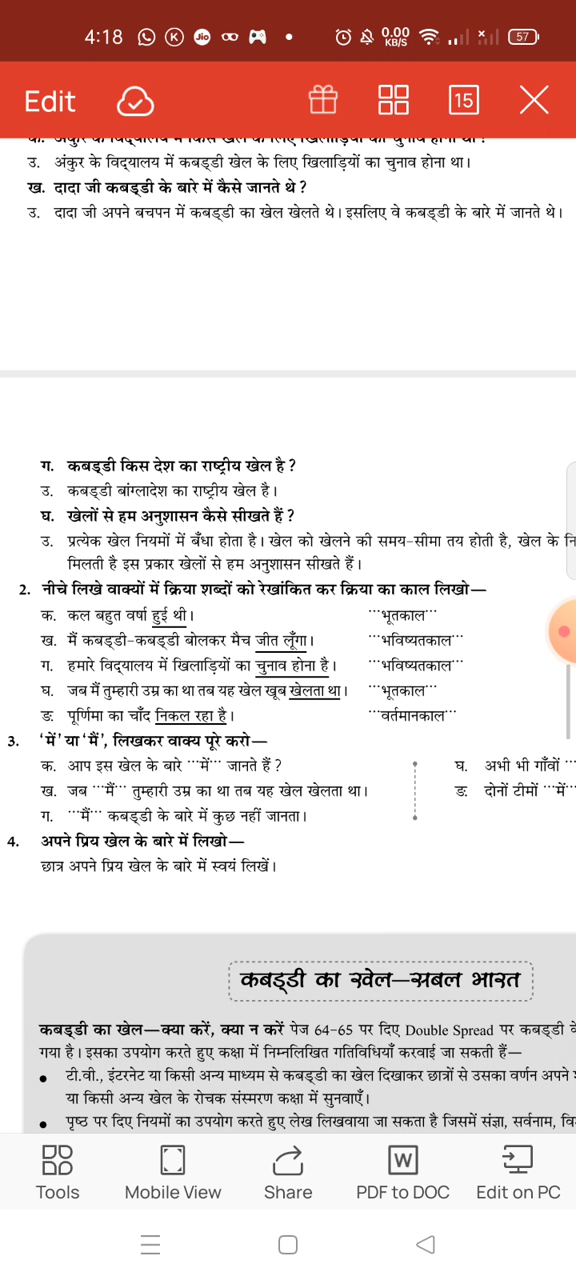 4:18
Jio
0.00
KB/S
57
Edit
15
उ. अंकुर के विद्यालय में कबड्डी खेल के लिए खिलाड़ियों का चुनाव होना था।
ख. दादा जी कबड्डी के बारे में कैसे जानते थे?
उ. दादा जी अपने बचपन में कबड्डी का खेल खेलते थे। इसलिए वे कबड्डी के बारे में जानते थे।
ग. कबड्डी किस देश का राष्ट्रीय खेल है?
उ. कबड्डी बांग्लादेश का राष्ट्रीय खेल है।
घ. खेलों से हम अनुशासन कैसे सीखते हैं?
उ. प्रत्येक खेल नियमों में बँधा होता है। खेल को खेलने की समय-सीमा तय होती है, खेल के
मिलती है इस प्रकार खेलों से हम अनुशासन सीखते हैं।
2. नीचे लिखे वाक्यों में क्रिया शब्दों को रेखांकित कर क्रिया का काल लिखो—
क. कल बहुत वर्षा हुई थी। ···भूतकाल···
ख. मैं कबड्डी-कबड्डी बोलकर मैच जीत लूँगा। ···भविष्यतकाल···
ग. हमारे विद्यालय में खिलाड़ियों का चुनाव होना है। ···भविष्यतकाल···
घ. जब मैं तुम्हारी उम्र का था तब यह खेल खूब खेलता था। ···भूतकाल···
ङ. पूर्णिमा का चाँद निकल रहा है। ···वर्तमानकाल···
3. 'में' या 'मैं', लिखकर वाक्य पूरे करो—
क. आप इस खेल के बारे ···में··· जानते हैं? घ. अभी भी गाँवों ···
ख. जब ···मैं··· तुम्हारी उम्र का था तब यह खेल खेलता था। ङ. दोनों टीमों ···में···
ग. ···मैं··· कबड्डी के बारे में कुछ नहीं जानता।
4. अपने प्रिय खेल के बारे में लिखो—
छात्र अपने प्रिय खेल के बारे में स्वयं लिखें।
कबड्डी का खेल—सबल भारत
कबड्डी का खेल—क्या करें, क्या न करें पेज 64-65 पर दिए Double Spread पर कबड्डी
गया है। इसका उपयोग करते हुए कक्षा में निम्नलिखित गतिविधियाँ करवाई जा सकती हैं—
● टी.वी., इंटरनेट या किसी अन्य माध्यम से कबड्डी का खेल दिखाकर छात्रों से उसका वर्णन अपने
या किसी अन्य खेल के रोचक संस्मरण कक्षा में सुनवाएँ।
● पृष्ठ पर दिए नियमों का उपयोग करते हुए लेख लिखवाया जा सकता है जिसमें संज्ञा, सर्वनाम,
Tools
Mobile View
Share
W
PDF to DOC
Edit on PC